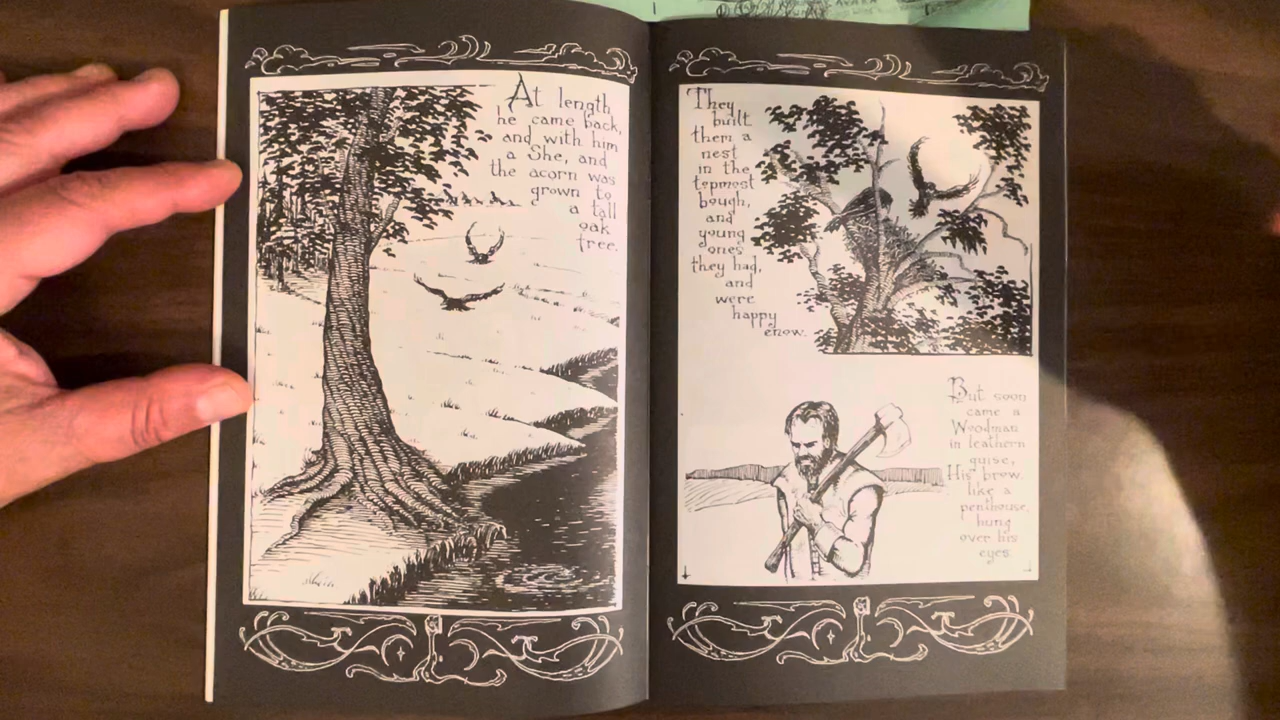 At length
he came back,
and with him
a She, and
the acorn was
grown to
a tall
oak
tree.
They
built
them a
nest
in the
topmost
bough,
and
young
ones
they had,
and
were
happy
enow.
But soon
came a
Woodman
in leathern
guise,
His brow,
like a
penthouse,
hung
over his
eyes.